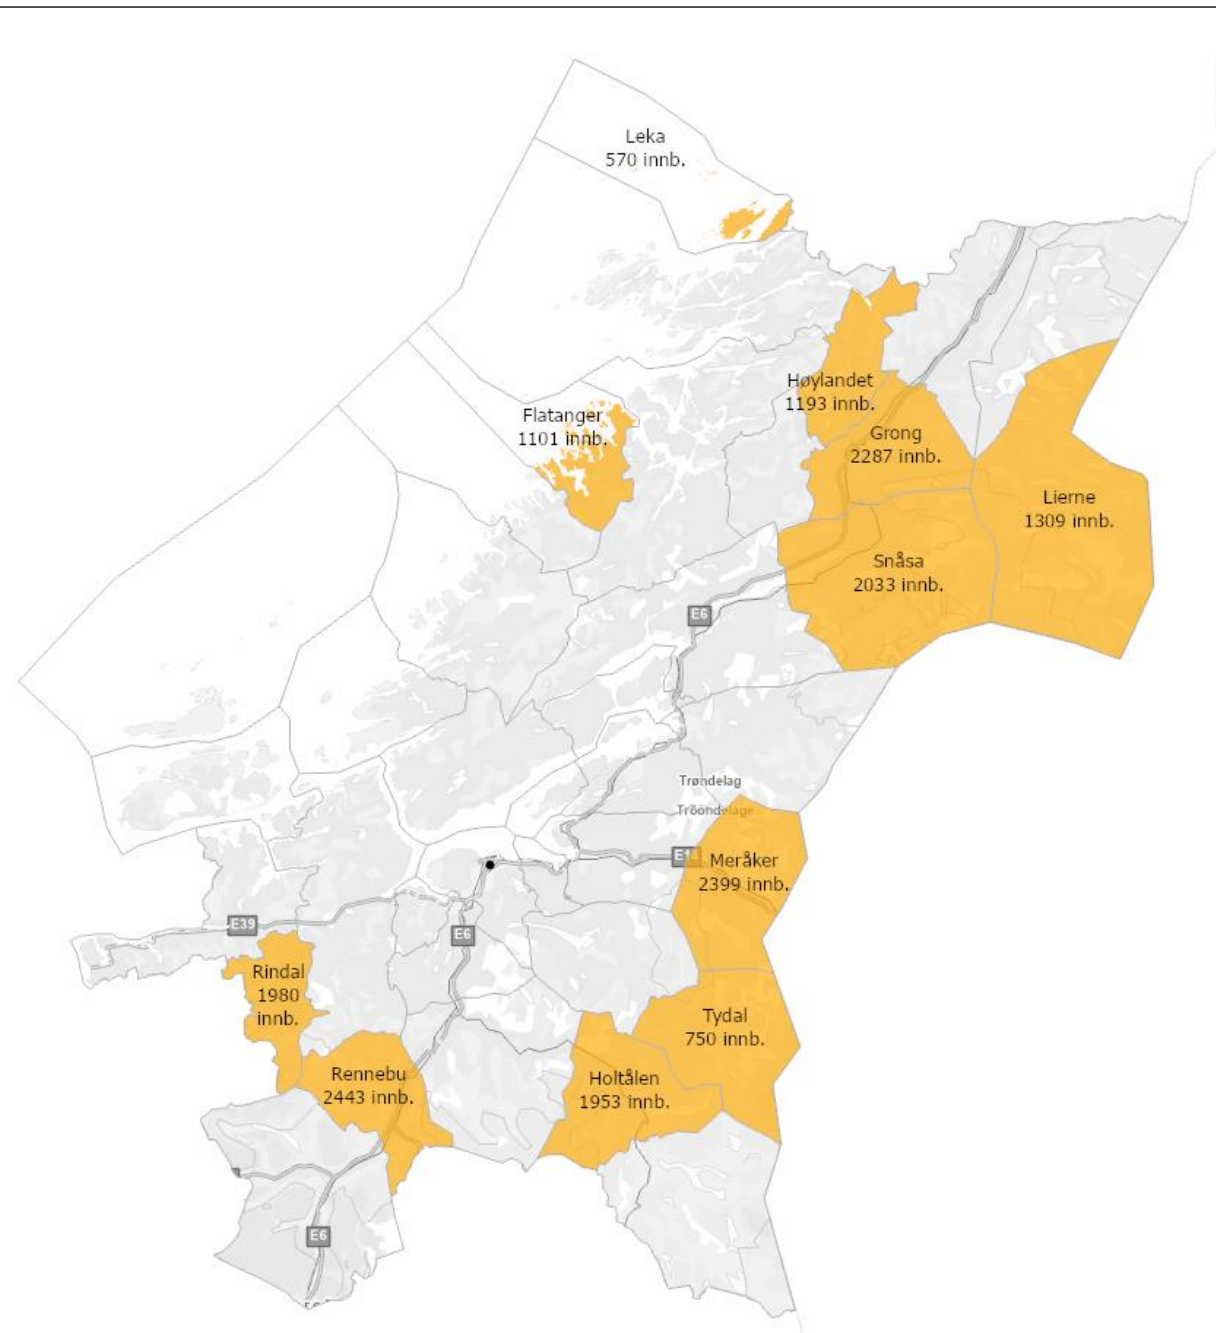 Leka
570 innb.
Høylandet
1193 innb.
Flatanger
1101 innb.
Grong
2287 innb.
Lierne
1309 innb.
Snåsa
2033 innb.
E6
Trøndelag
Trööndelage
E14
Meråker
2399 innb.
E39
E6
Rindal
1980
innb.
Tydal
750 innb.
Rennebu
2443 innb.
Holtålen
1953 innb.
E6